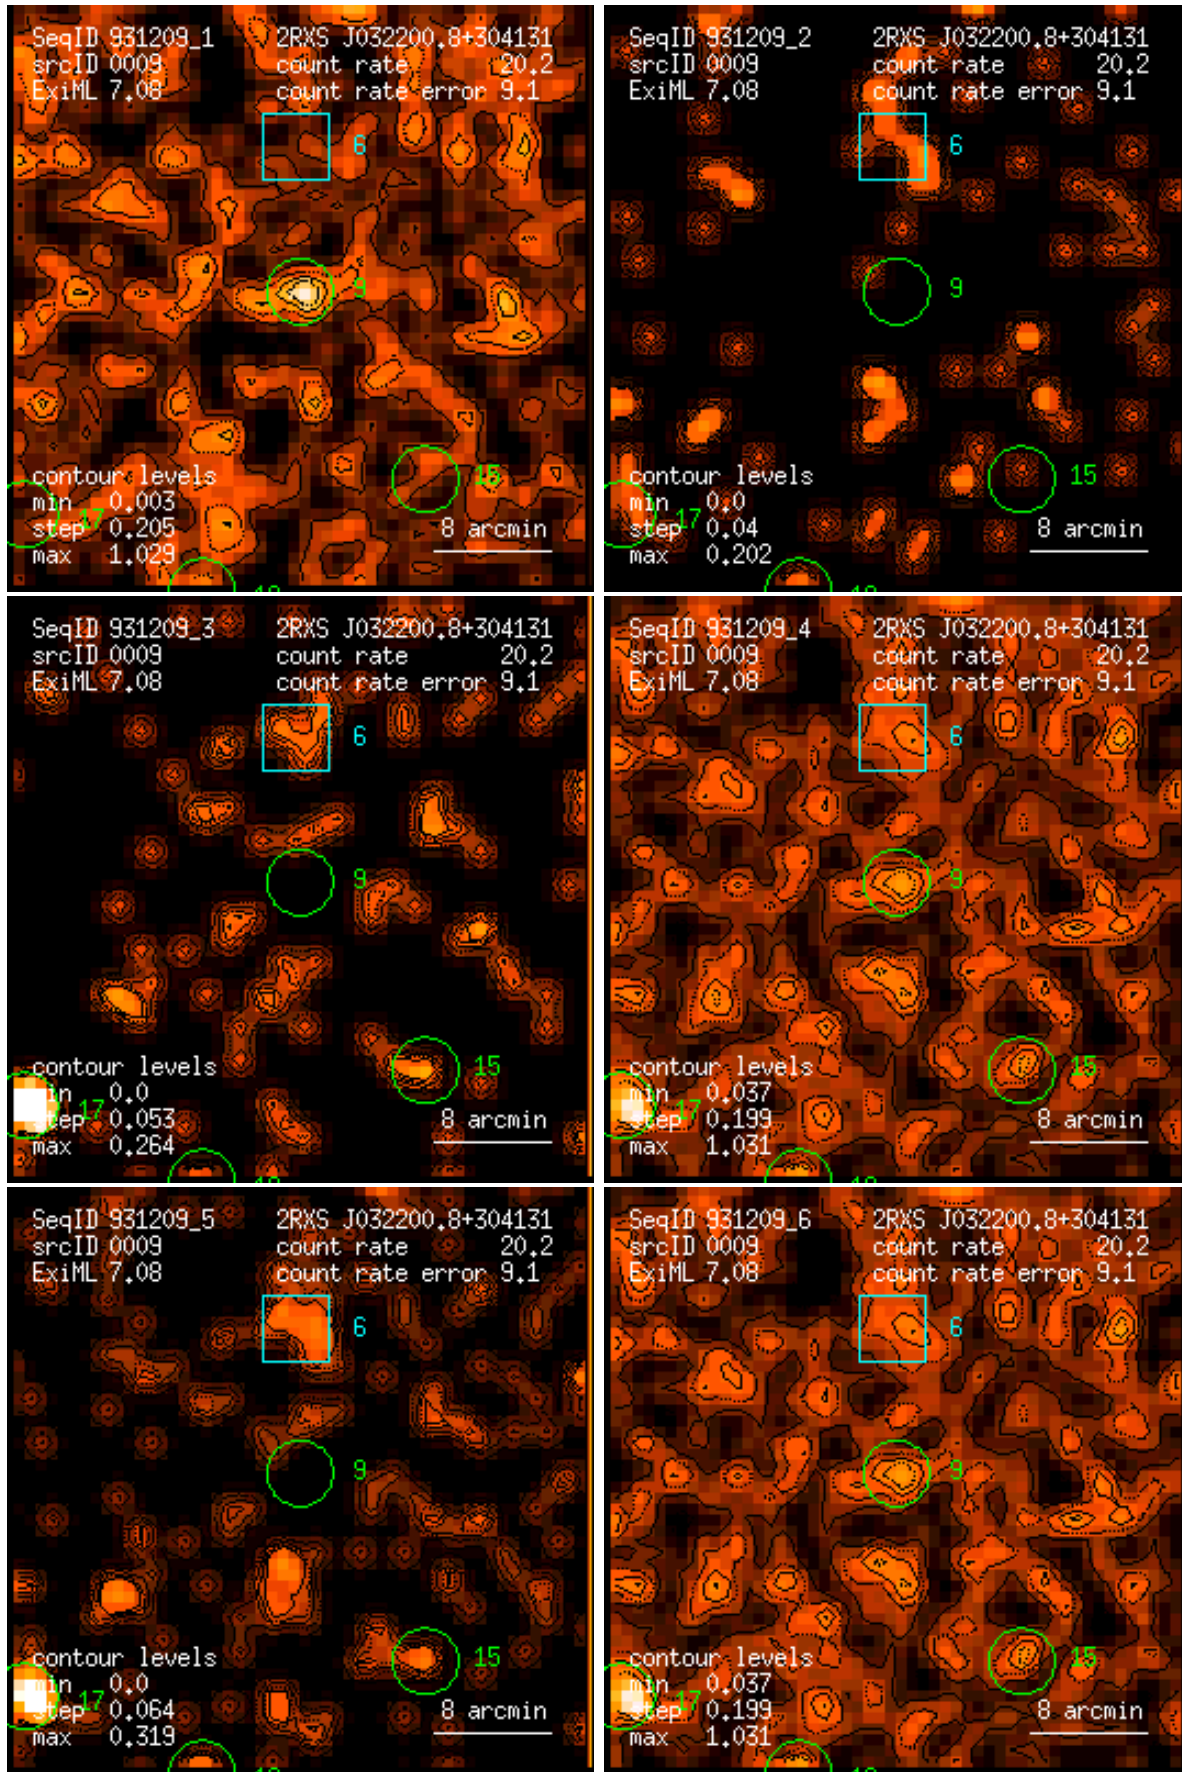 SeqID 931209_1 2RXS J032200.8+304131
srcID 0009 count rate 20.2
ExiML 7.08 count rate error 9.1
6
9
contour levels 15
min 0.003
17
step 0.205 8 arcmin
max 1.029
SeqID 931209_2 2RXS J032200.8+304131
srcID 0009 count rate 20.2
ExiML 7.08 count rate error 9.1
6
9
contour levels 15
min 0.0
17
step 0.04 8 arcmin
max 0.202
SeqID 931209_3 2RXS J032200.8+304131
srcID 0009 count rate 20.2
ExiML 7.08 count rate error 9.1
6
9
contour levels 15
min 0.0
17
step 0.053 8 arcmin
max 0.264
SeqID 931209_4 2RXS J032200.8+304131
srcID 0009 count rate 20.2
ExiML 7.08 count rate error 9.1
6
9
contour levels 15
min 0.037
17
step 0.199 8 arcmin
max 1.031
SeqID 931209_5 2RXS J032200.8+304131
srcID 0009 count rate 20.2
ExiML 7.08 count rate error 9.1
6
9
contour levels 15
min 0.0
17
step 0.064 8 arcmin
max 0.319
SeqID 931209_6 2RXS J032200.8+304131
srcID 0009 count rate 20.2
ExiML 7.08 count rate error 9.1
6
9
contour levels 15
min 0.037
17
step 0.199 8 arcmin
max 1.031